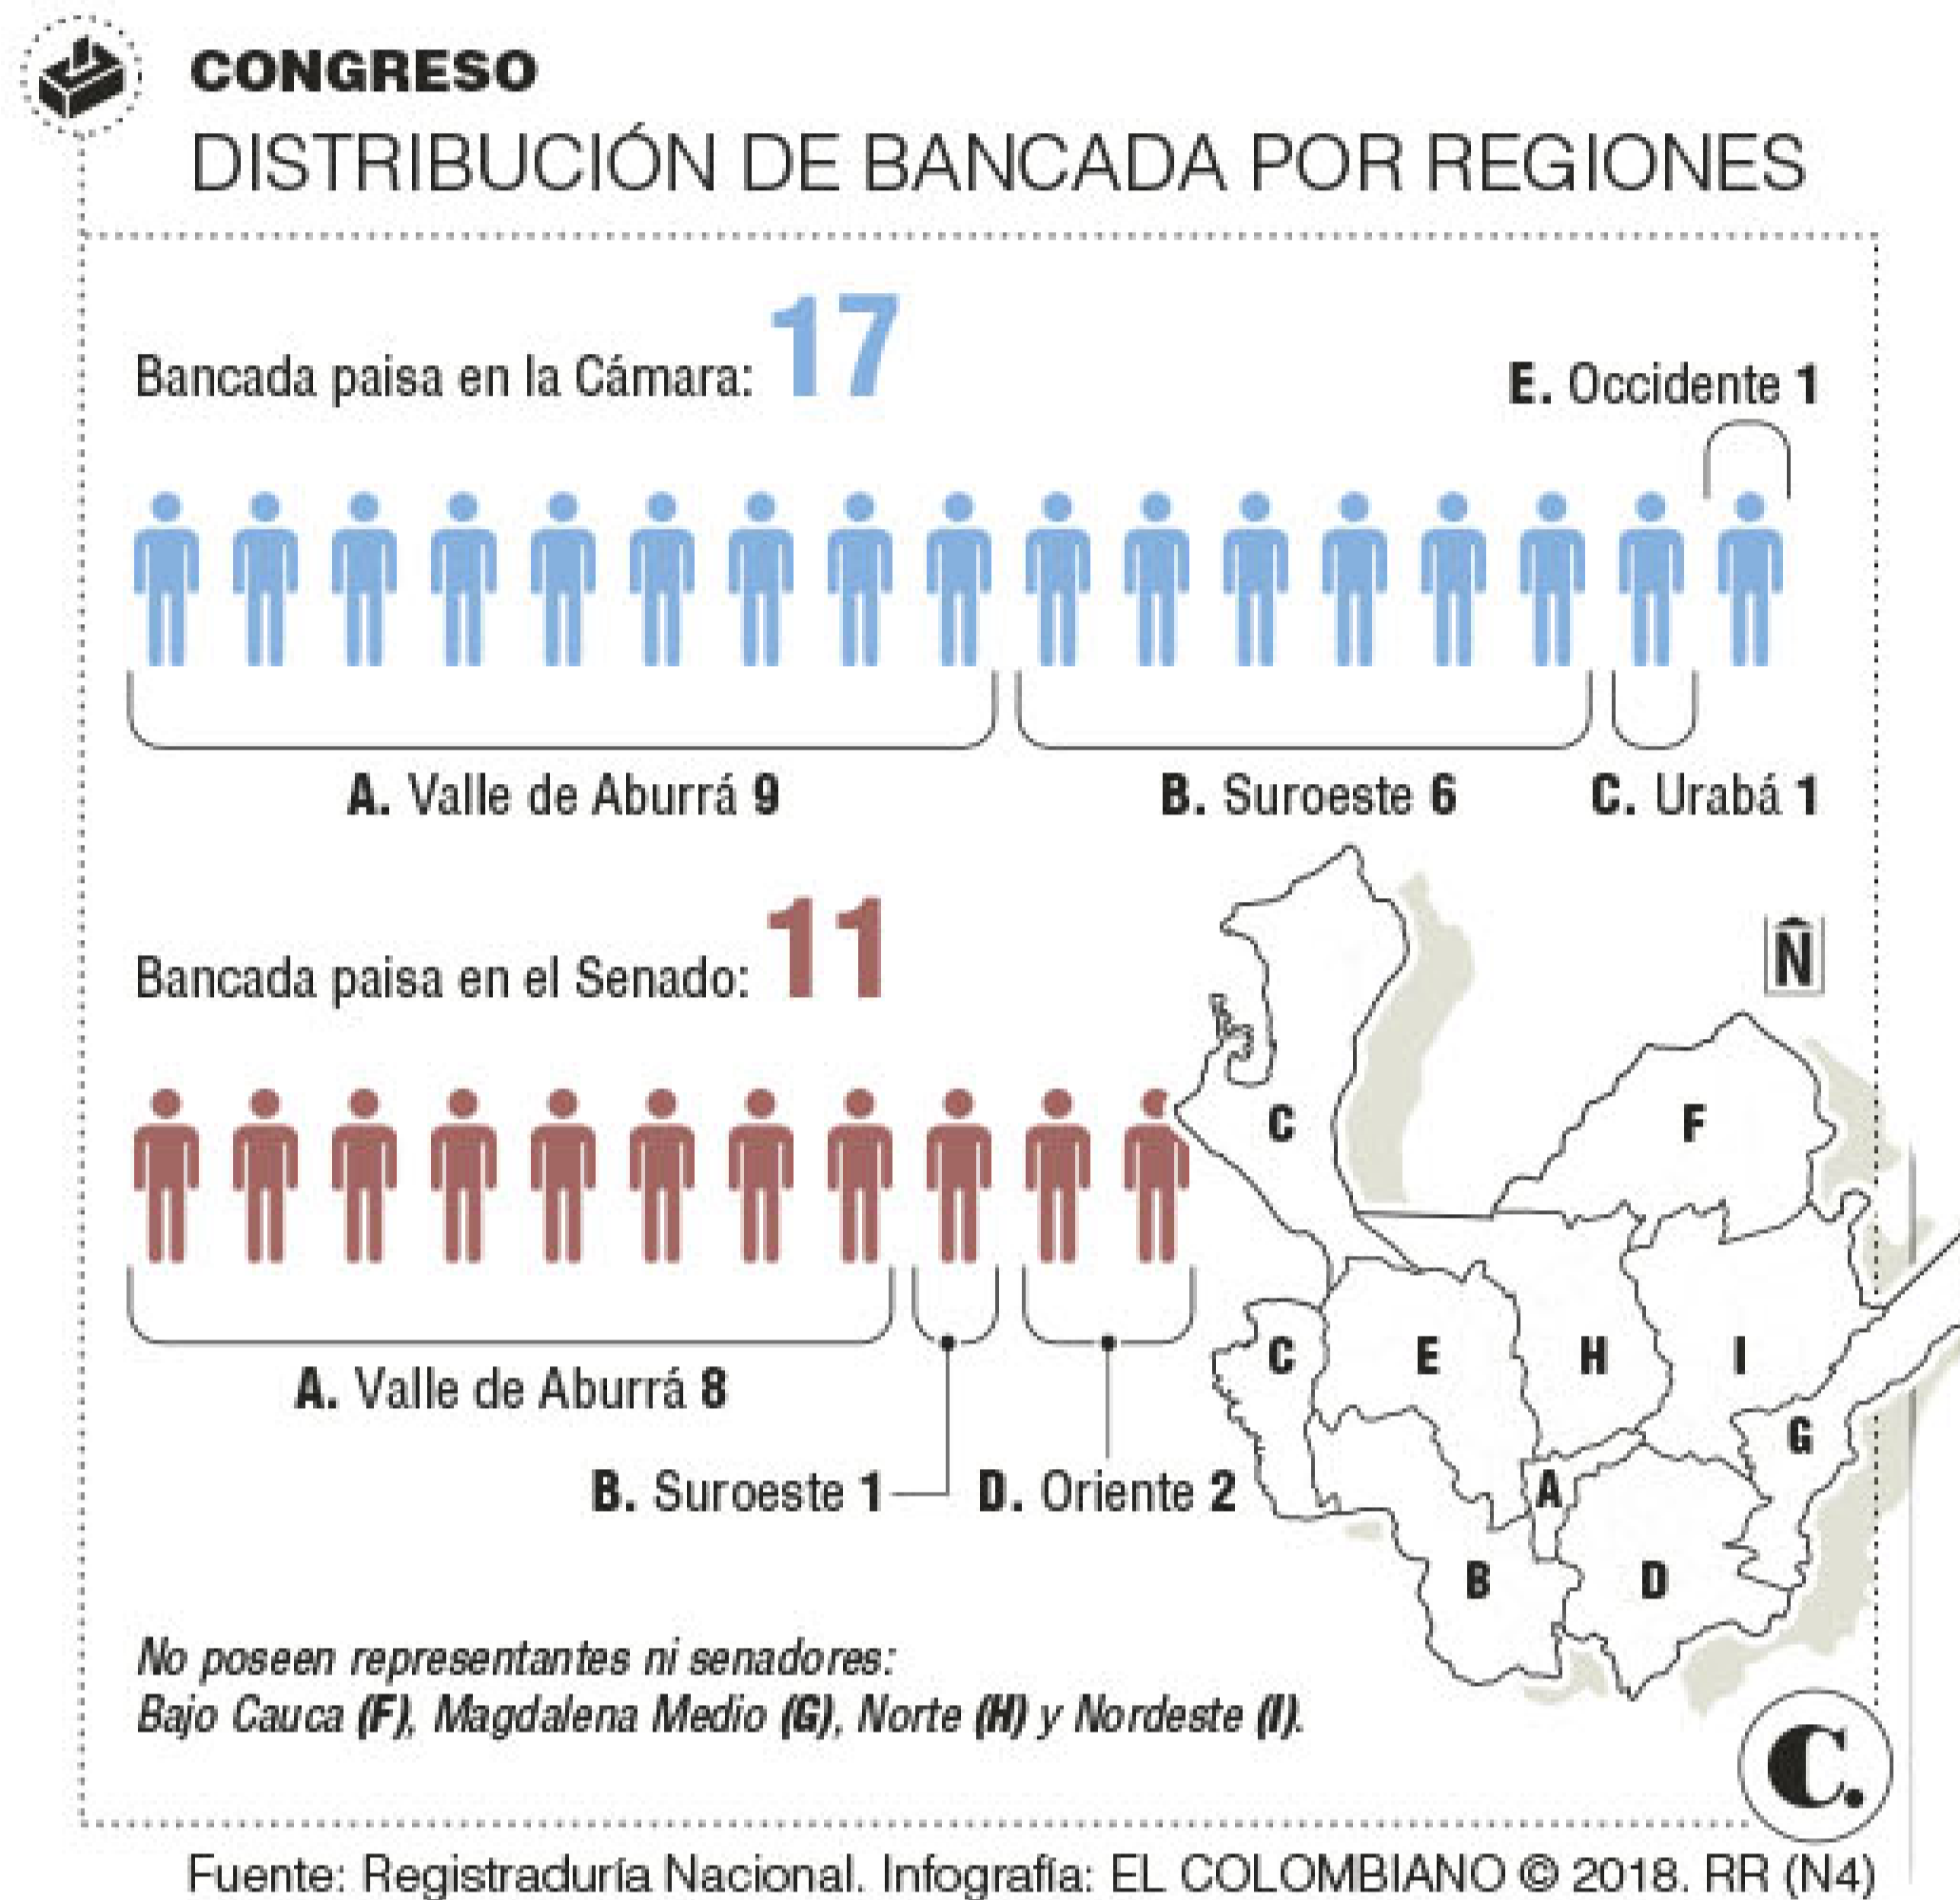 CONGRESO
DISTRIBUCIÓN DE BANCADA POR REGIONES
Bancada paisa en la Cámara: 17
E. Occidente 1
A. Valle de Aburrá 9
B. Suroeste 6
C. Urabá 1
Bancada paisa en el Senado: 11
N
C
F
C
E
H
I
G
A
B
D
A. Valle de Aburrá 8
B. Suroeste 1
D. Oriente 2
No poseen representantes ni senadores:
Bajo Cauca (F), Magdalena Medio (G), Norte (H) y Nordeste (I).
C.
Fuente: Registraduría Nacional. Infografía: EL COLOMBIANO © 2018. RR (N4)